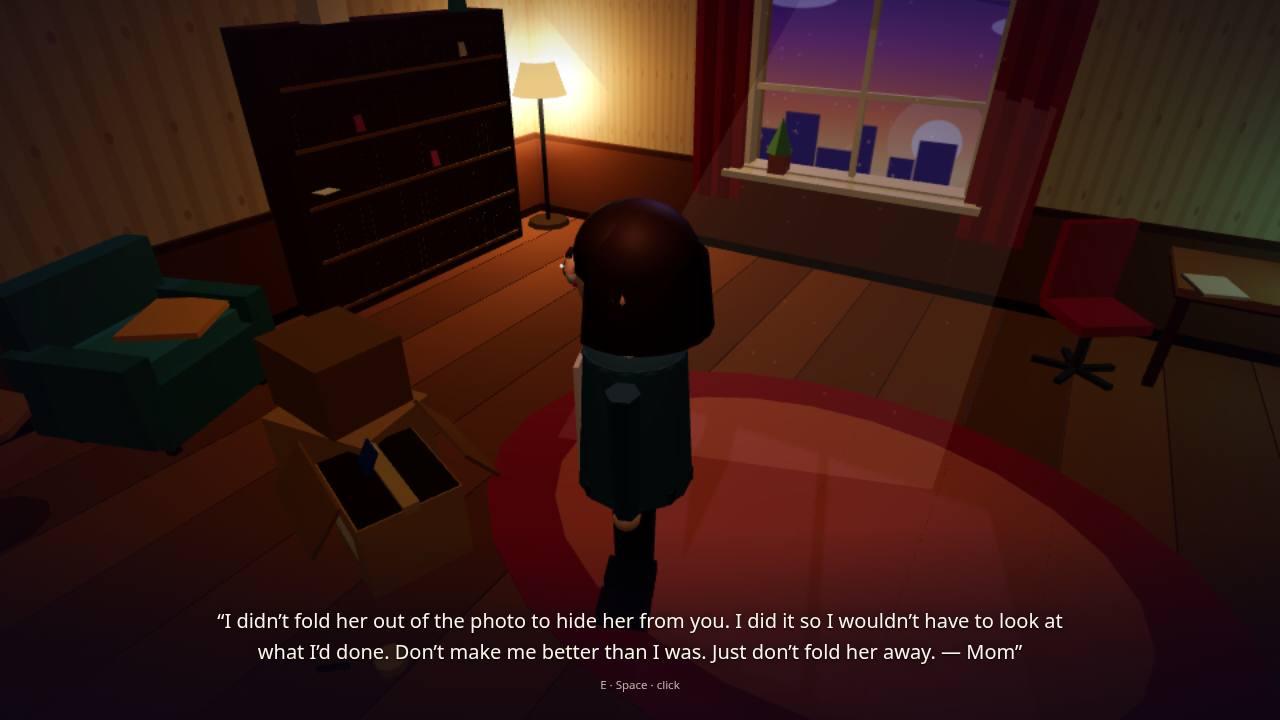 “I didn’t fold her out of the photo to hide her from you. I did it so I wouldn’t have to look at
what I’d done. Don’t make me better than I was. Just don’t fold her away. — Mom”
E · Space · click